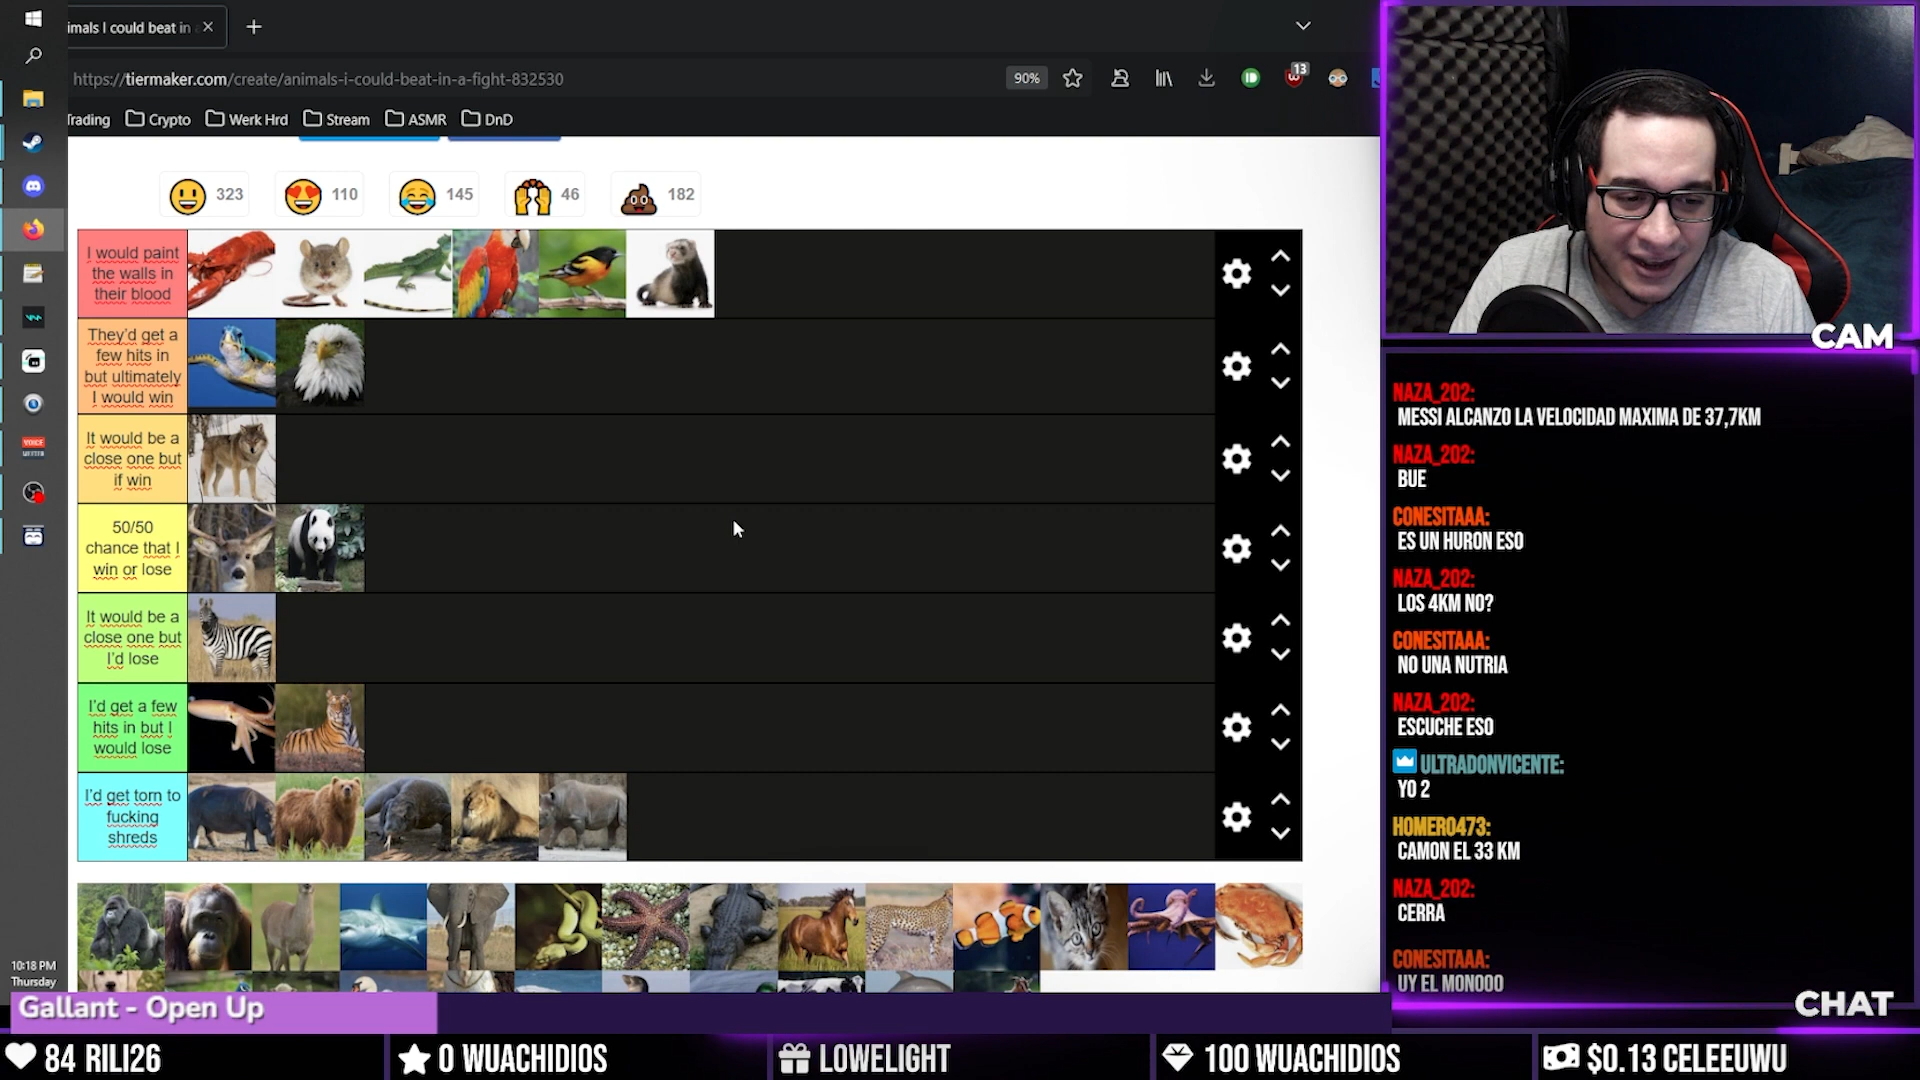 imals I could beat in
https://tiermaker.com/create/animals-i-could-beat-in-a-fight-832530
90%
13
Trading
Crypto
Werk Hrd
Stream
ASMR
DnD
323
110
145
46
182
I would paint
the walls in
their blood
They'd get a
few hits in
but ultimately
I would win
It would be a
close one but
if win
50/50
chance that I
win or lose
It would be a
close one but
I'd lose
I'd get a few
hits in but I
would lose
I'd get torn to
fucking
shreds
10:18 PM
Thursday
Gallant - Open Up
CAM
NAZA_202:
MESSI ALCANZO LA VELOCIDAD MAXIMA DE 37,7KM
NAZA_202:
BUE
CONESITAAA:
ES UN HURON ESO
NAZA_202:
LOS 4KM NO?
CONESITAAA:
NO UNA NUTRIA
NAZA_202:
ESCUCHE ESO
ULTRADONVICENTE:
YO 2
HOMERO473:
CAMON EL 33 KM
NAZA_202:
CERRA
CONESITAAA:
UY EL MONOOO
CHAT
84 RILI26
0 WUACHIDIOS
LOWELIGHT
100 WUACHIDIOS
$0.13 CELEEUWU